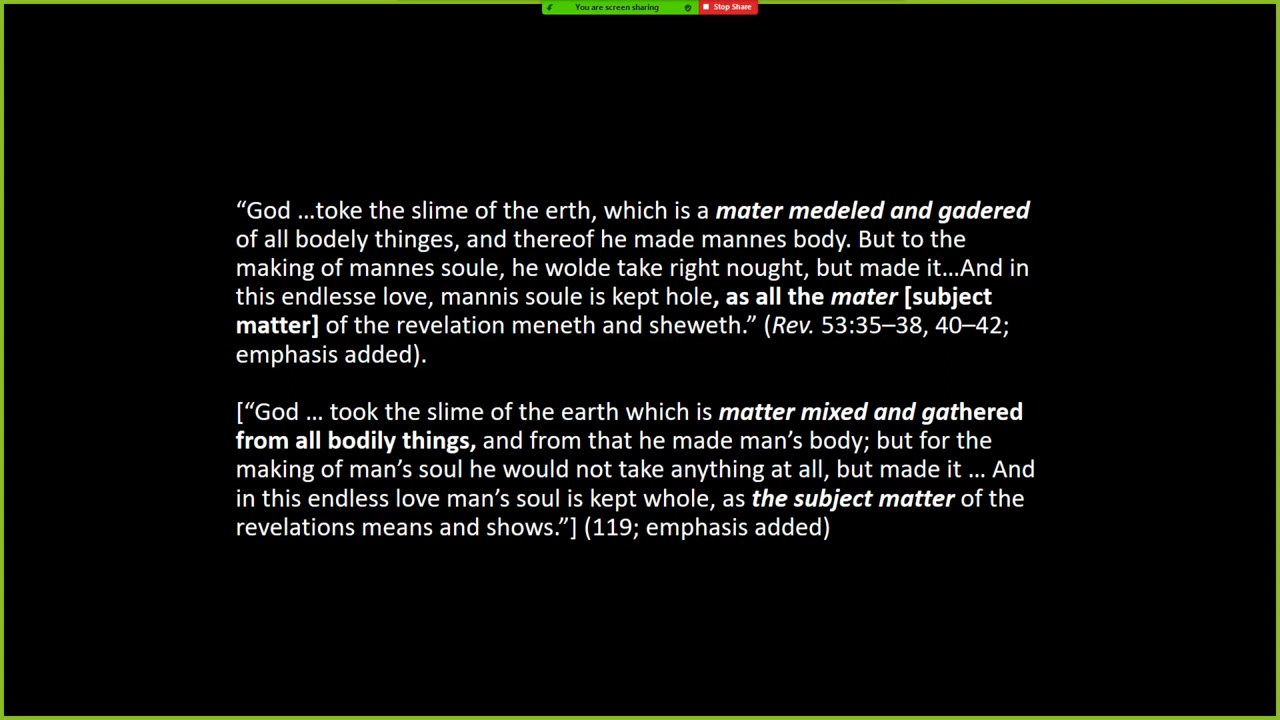 You are screen sharing Stop Share
“God …toke the slime of the erth, which is a mater medeled and gadered
of all bodely thinges, and thereof he made mannes body. But to the
making of mannes soule, he wolde take right nought, but made it…And in
this endlesse love, mannis soule is kept hole, as all the mater [subject
matter] of the revelation meneth and sheweth.” (Rev. 53:35–38, 40–42;
emphasis added).
[“God … took the slime of the earth which is matter mixed and gathered
from all bodily things, and from that he made man’s body; but for the
making of man’s soul he would not take anything at all, but made it … And
in this endless love man’s soul is kept whole, as the subject matter of the
revelations means and shows.”] (119; emphasis added)